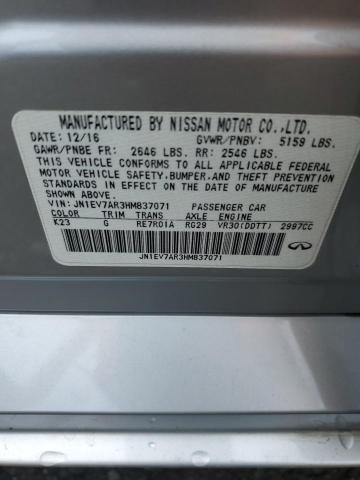 MANUFACTURED BY NISSAN MOTOR CO.,LTD.
DATE: 12/16 GVWR/PNBV: 5159 LBS.
GAWR/PNBE FR: 2646 LBS. RR: 2546 LBS.
THIS VEHICLE CONFORMS TO ALL APPLICABLE FEDERAL
MOTOR VEHICLE SAFETY, BUMPER, AND THEFT PREVENTION
STANDARDS IN EFFECT ON THE DATE OF MANUFACTURE
SHOWN ABOVE.
VIN: JN1EV7AR3HM837071 PASSENGER CAR
COLOR TRIM TRANS AXLE ENGINE
K23 G RE7R01A RG29 VR30(DDTT) 2997CC
JN1EV7AR3HM837071